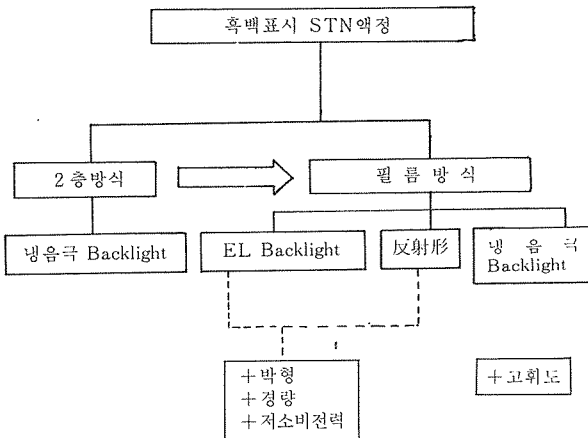 흑백표시 STN액정
2층방식
필름방식
냉음극 Backlight
EL Backlight
反射形
냉음극
Backlight
+박형
+경량
+저소비전력
+고휘도